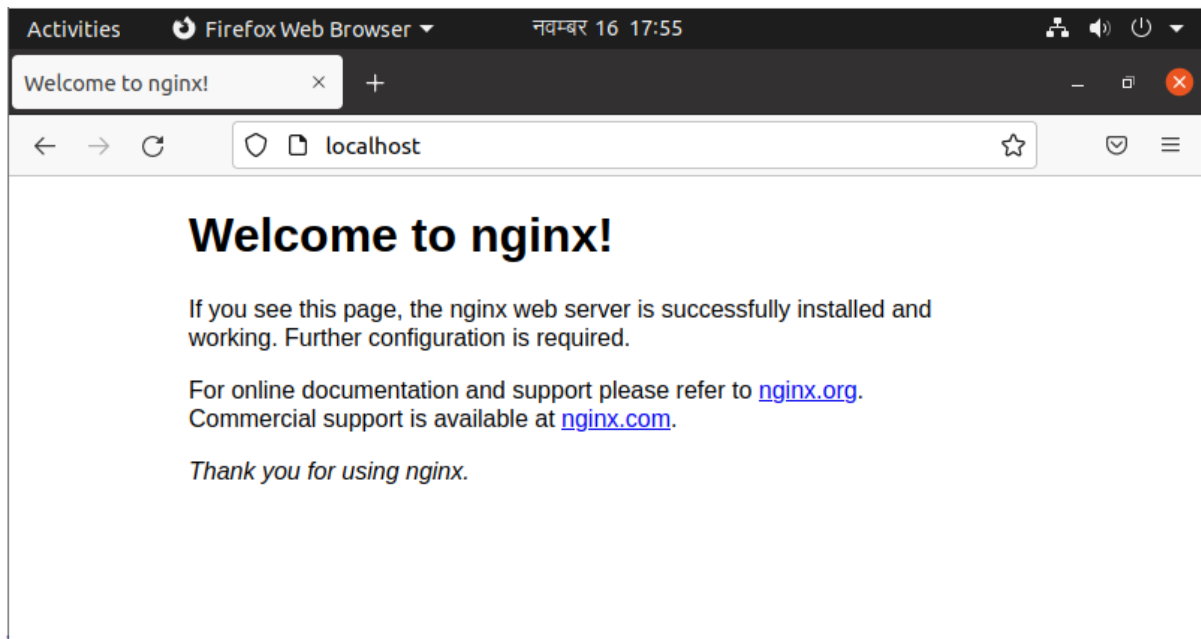 Activities Firefox Web Browser नवम्बर 16 17:55
Welcome to nginx!
localhost
Welcome to nginx!
If you see this page, the nginx web server is successfully installed and
working. Further configuration is required.
For online documentation and support please refer to nginx.org.
Commercial support is available at nginx.com.
Thank you for using nginx.